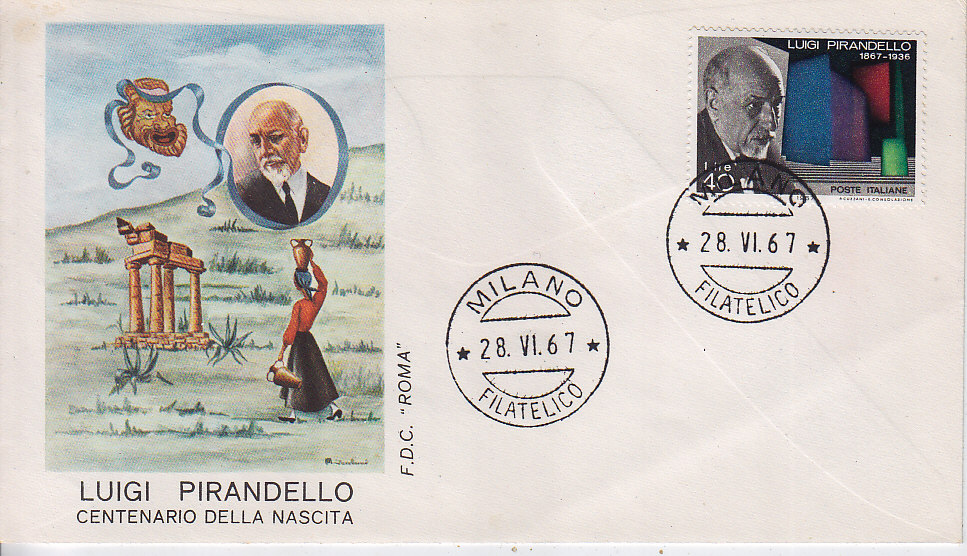 LUIGI PIRANDELLO
1867-1936
Lire
40
POSTE ITALIANE
MILANO
★ 28. VI. 67 ★
FILATELICO
MILANO
★ 28. VI. 67 ★
FILATELICO
F.D.C. "ROMA"
LUIGI PIRANDELLO
CENTENARIO DELLA NASCITA